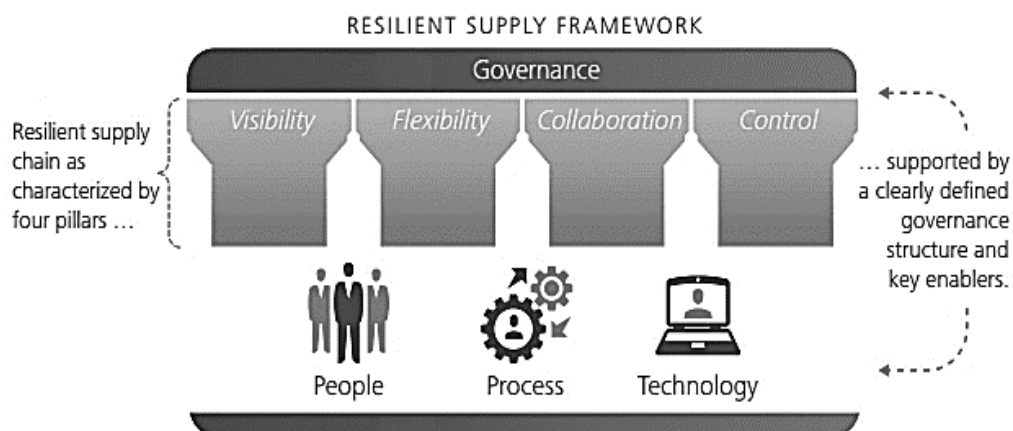 RESILIENT SUPPLY FRAMEWORK
Governance
Visibility
Flexibility
Collaboration
Control
Resilient supply
chain as
characterized by
four pillars ...
... supported by
a clearly defined
governance
structure and
key enablers.
People
Process
Technology